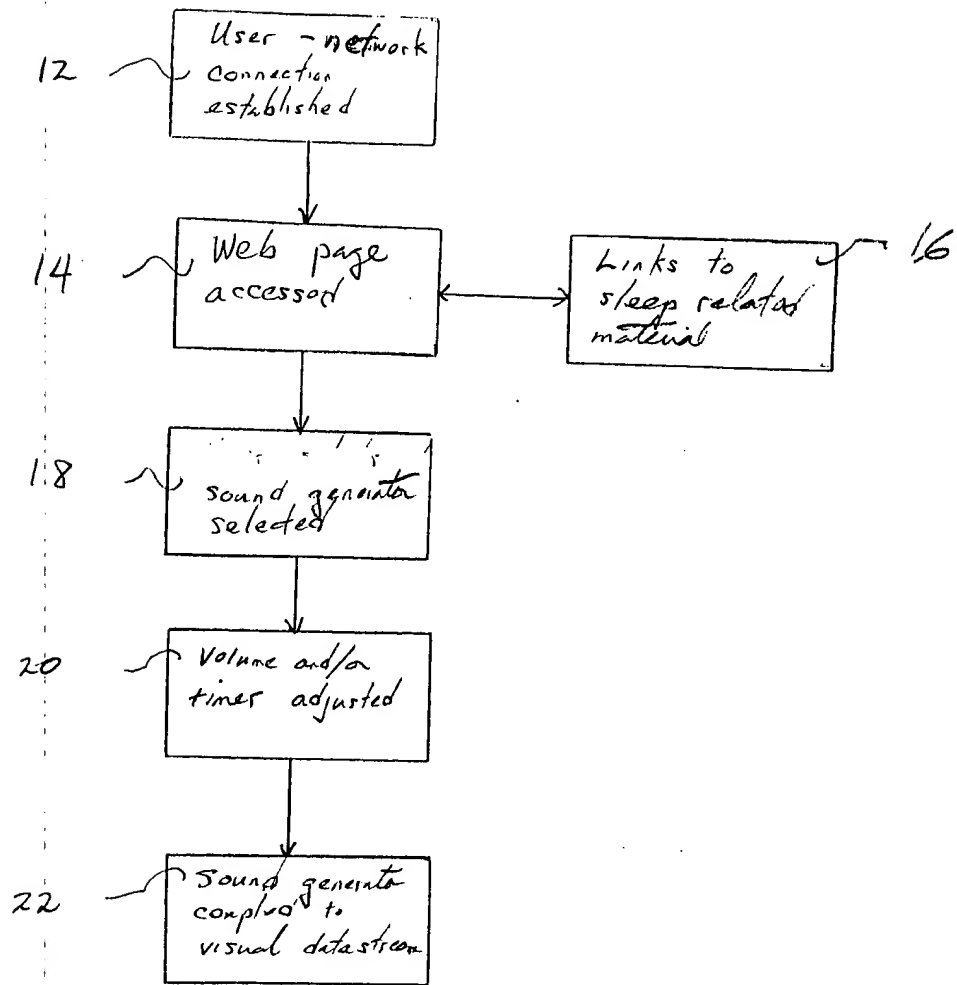 12
User - network
connection
established
14
Web page
accessed
16
Links to
sleep related
material
18
sound generator
selected
20
Volume and/or
timer adjusted
22
Sound generator
coupled to
visual datastream